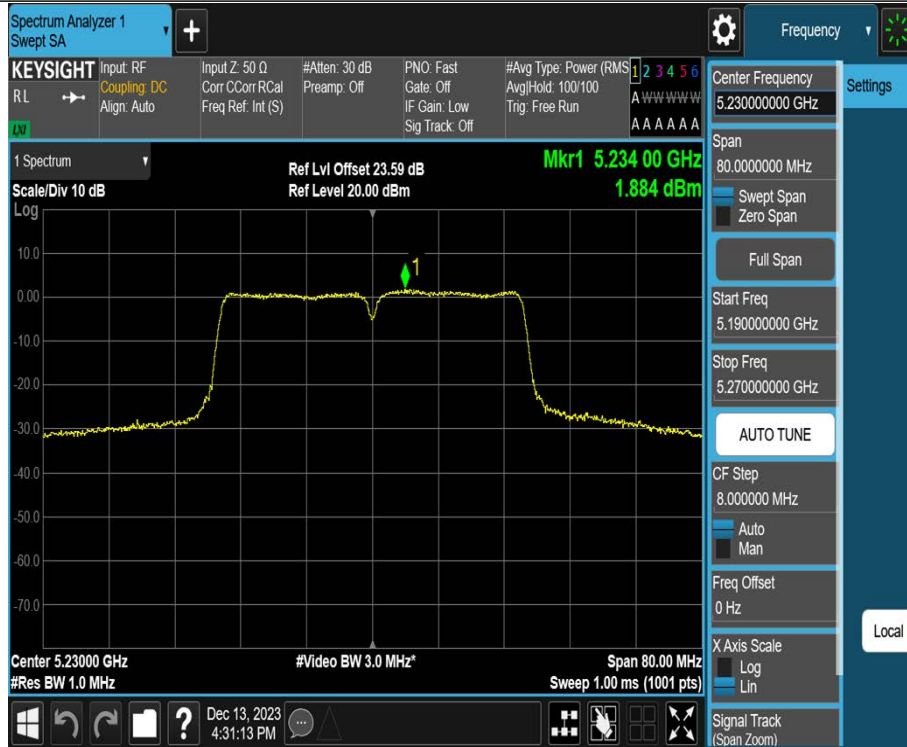 Spectrum Analyzer 1
Swept SA
+
Frequency
KEYSIGHT
RL
LXI
Input: RF
Coupling: DC
Align: Auto
Input Z: 50 Ω
Corr CCorr RCal
Freq Ref: Int (S)
#Atten: 30 dB
Preamp: Off
PNO: Fast
Gate: Off
IF Gain: Low
Sig Track: Off
#Avg Type: Power (RMS
Avg|Hold: 100/100
Trig: Free Run
1 2 3 4 5 6
A W W W W W
A A A A A A
1 Spectrum
Scale/Div 10 dB
Log
Ref Lvl Offset 23.59 dB
Ref Level 20.00 dBm
Mkr1 5.234 00 GHz
1.884 dBm
1
10.0
0.00
-10.0
-20.0
-30.0
-40.0
-50.0
-60.0
-70.0
Center 5.23000 GHz
#Res BW 1.0 MHz
#Video BW 3.0 MHz*
Span 80.00 MHz
Sweep 1.00 ms (1001 pts)
?
Dec 13, 2023
4:31:13 PM
Center Frequency
5.230000000 GHz
Span
80.0000000 MHz
Swept Span
Zero Span
Full Span
Start Freq
5.190000000 GHz
Stop Freq
5.270000000 GHz
AUTO TUNE
CF Step
8.000000 MHz
Auto
Man
Freq Offset
0 Hz
X Axis Scale
Log
Lin
Signal Track
(Span Zoom)
Settings
Local